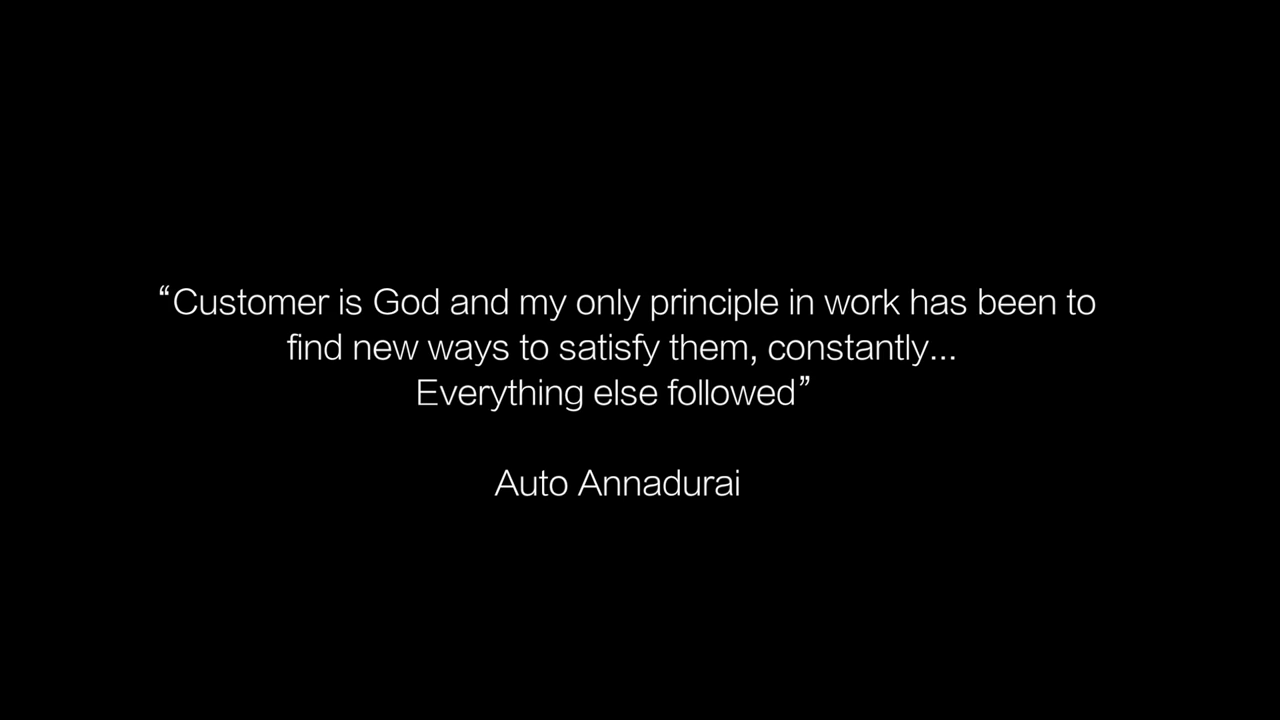 “Customer is God and my only principle in work has been to
find new ways to satisfy them, constantly...
Everything else followed”
Auto Annadurai